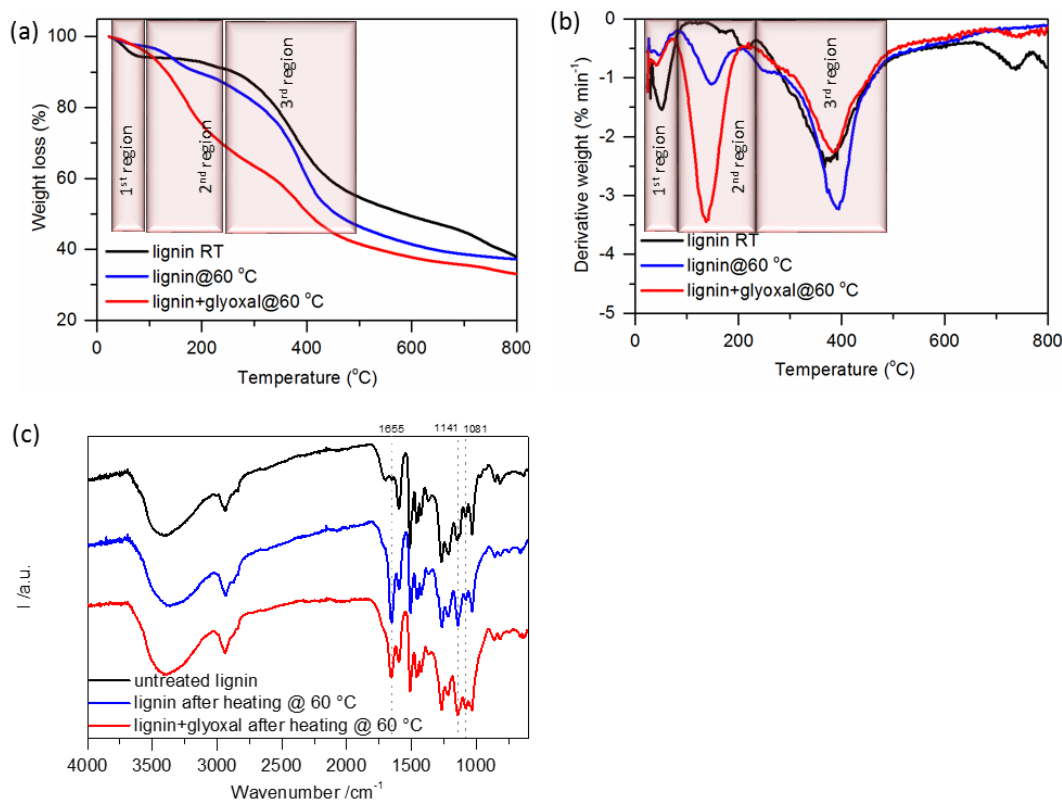 (a)
100
80
60
40
20
Weight loss (%)
1st region
2nd region
3rd region
lignin RT
lignin@60 °C
lignin+glyoxal@60 °C
0 200 400 600 800
Temperature (°C)
(b)
0
-1
-2
-3
-4
-5
Derivative weight (% min⁻¹)
1st region
2nd region
3rd region
lignin RT
lignin@60 °C
lignin+glyoxal@60 °C
0 200 400 600 800
Temperature (°C)
(c)
1655 1141 1081
I /a.u.
untreated lignin
lignin after heating @ 60 °C
lignin+glyoxal after heating @ 60 °C
4000 3500 3000 2500 2000 1500 1000
Wavenumber /cm⁻¹